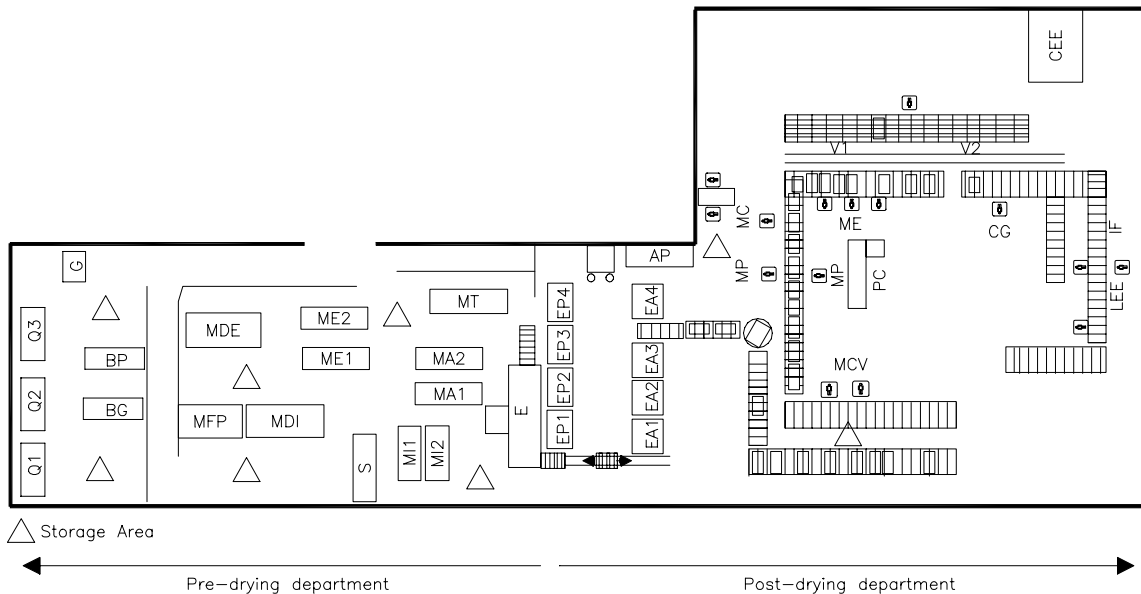 CEE
V1
V2
MC
ME
CG
IF
G
AP
MP
MP
PC
LEE
Q3
MDE
ME2
MT
EP4
EA4
BP
ME1
MA2
EP3
EA3
MCV
Q2
BG
MFP
MDI
MA1
E
EP2
EA2
Q1
S
MI1
MI2
EP1
EA1
Storage Area
Pre-drying department
Post-drying department